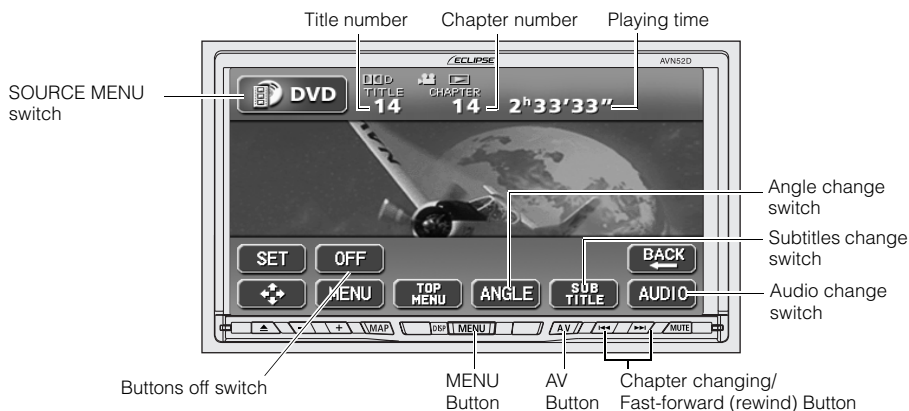 Title number Chapter number Playing time
ECLIPSE AVN52D
SOURCE MENU
switch
DVD
TITLE CHAPTER
14 14 2h33'33"
AVN
Angle change
switch
Subtitles change
switch
SET OFF BACK
MENU TOP MENU ANGLE SUB TITLE AUDIO
Audio change
switch
- + MAP DISP MENU AV MUTE
Buttons off switch
MENU
Button
AV
Button
Chapter changing/
Fast-forward (rewind) Button